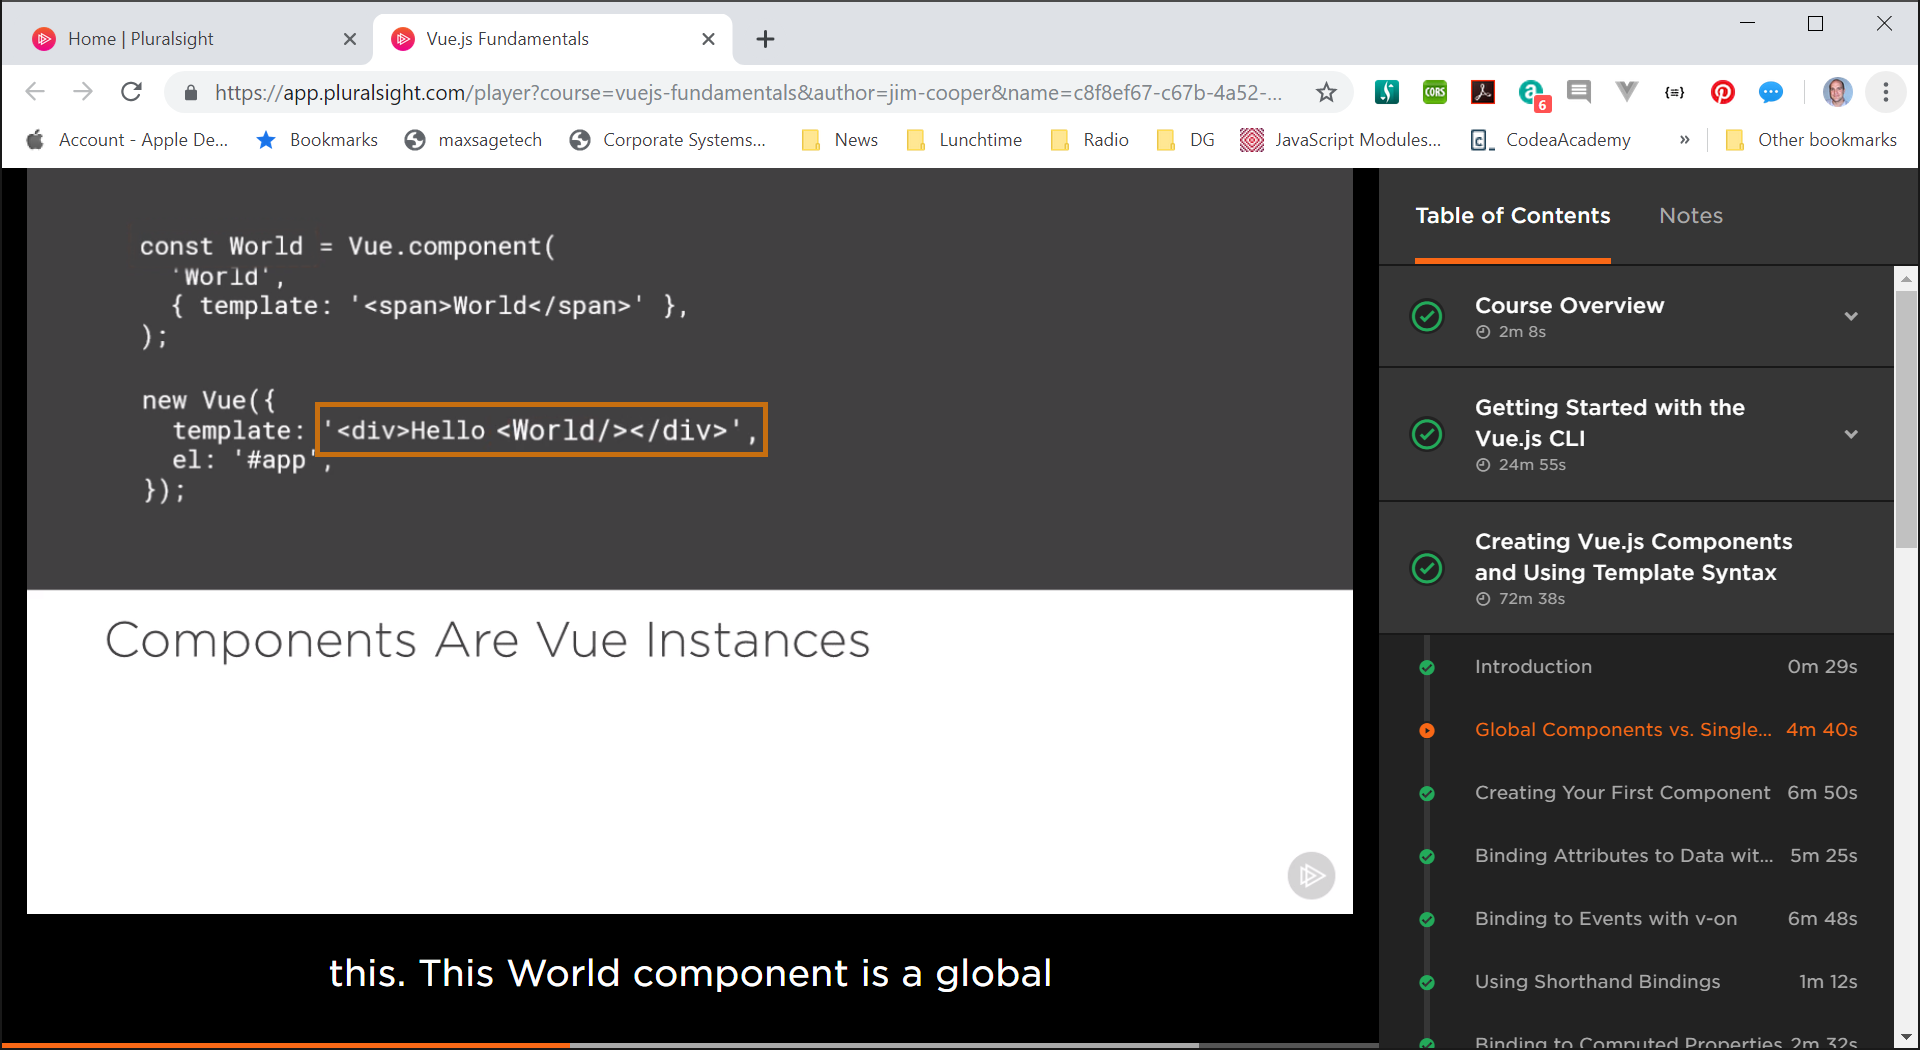 Home | Pluralsight
Vue.js Fundamentals
https://app.pluralsight.com/player?course=vuejs-fundamentals&author=jim-cooper&name=c8f8ef67-c67b-4a52-...
CORS
6
{≡}
Account - Apple De...
Bookmarks
maxsagetech
Corporate Systems...
News
Lunchtime
Radio
DG
JavaScript Modules...
CodeaAcademy
»
Other bookmarks
const World = Vue.component(
'World',
{ template: '<span>World</span>' },
);
new Vue({
template: '<div>Hello <World/></div>',
el: '#app',
});
Components Are Vue Instances
this. This World component is a global
Table of Contents
Notes
Course Overview
2m 8s
Getting Started with the
Vue.js CLI
24m 55s
Creating Vue.js Components
and Using Template Syntax
72m 38s
Introduction 0m 29s
Global Components vs. Single... 4m 40s
Creating Your First Component 6m 50s
Binding Attributes to Data wit... 5m 25s
Binding to Events with v-on 6m 48s
Using Shorthand Bindings 1m 12s
Binding to Computed Properties 2m 32s